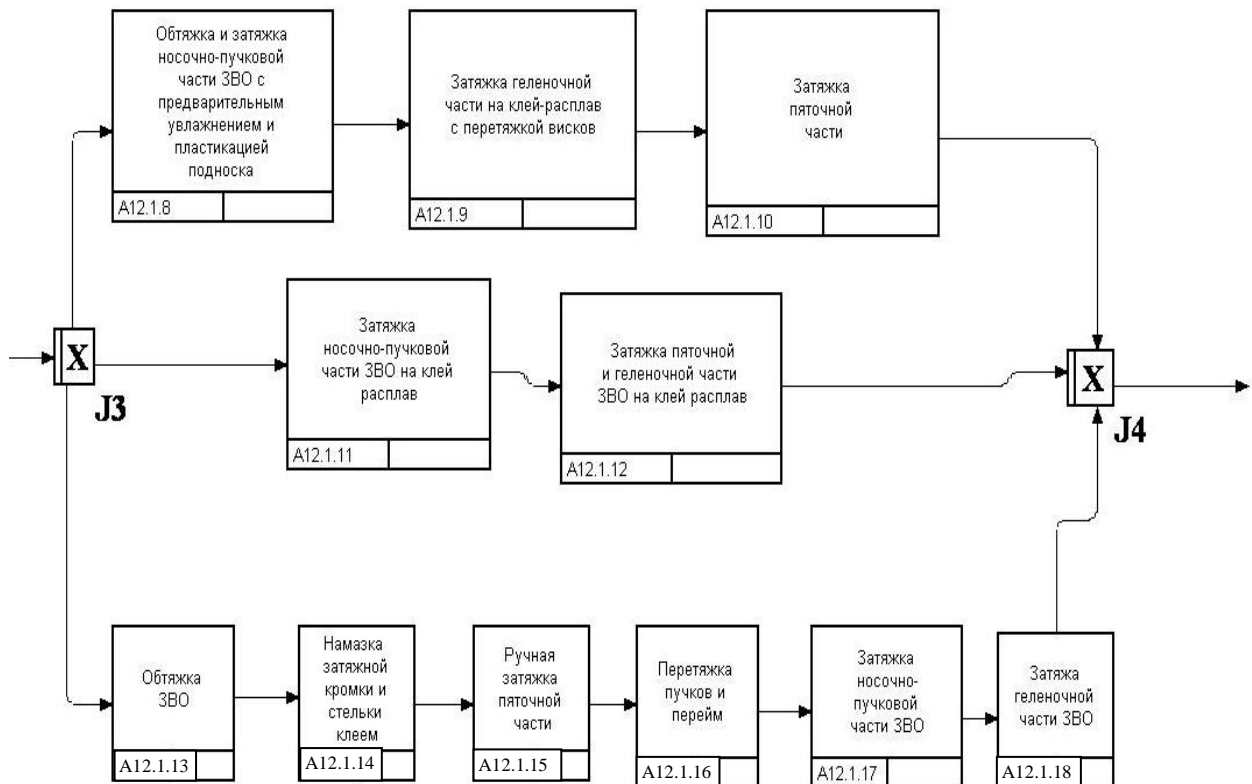 Обтяжка и затяжка
носочно-пучковой
части ЗВО с
предварительным
увлажнением и
пластикацией
подноска
A12.1.8
Затяжка геленочной
части на клей-расплав
с перетяжкой висков
A12.1.9
Затяжка
пяточной
части
A12.1.10
X
J3
Затяжка
носочно-пучковой
части ЗВО на клей
расплав
A12.1.11
Затяжка пяточной
и геленочной части
ЗВО на клей расплав
A12.1.12
X
J4
Обтяжка
ЗВО
A12.1.13
Намазка
затяжной
кромки и
стельки
клеем
A12.1.14
Ручная
затяжка
пяточной
части
A12.1.15
Перетяжка
пучков и
перейм
A12.1.16
Затяжка
носочно-
пучковой
части ЗВО
A12.1.17
Затяжа
геленочной
части ЗВО
A12.1.18